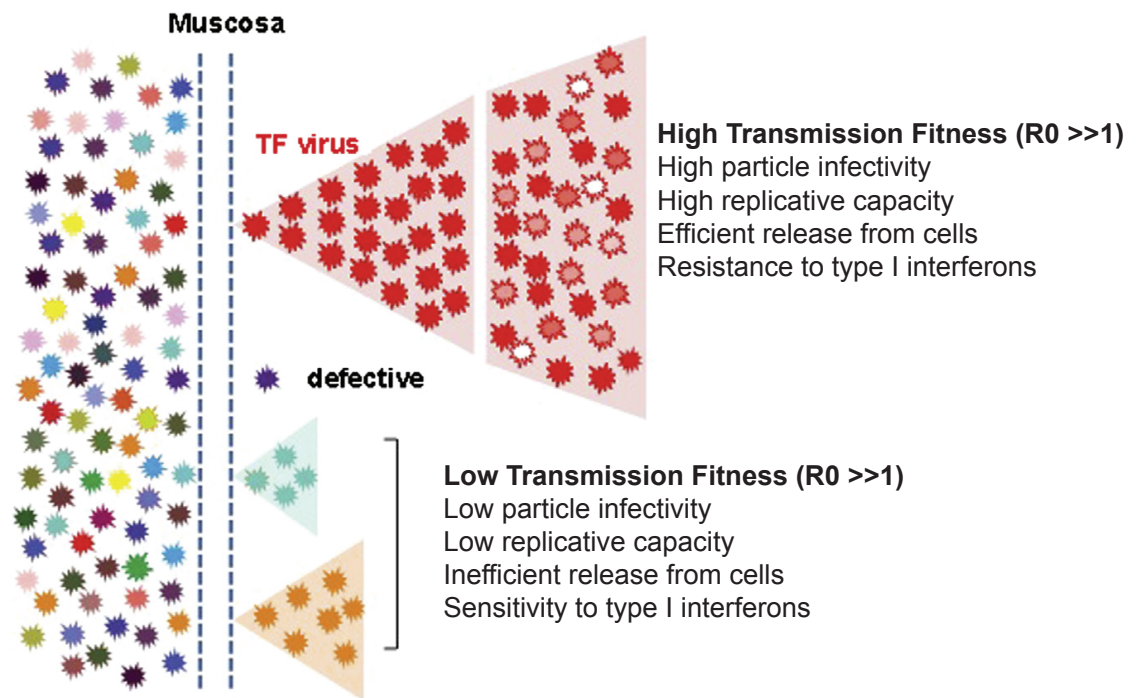 Muscosa
TF virus
High Transmission Fitness (R0 >>1)
High particle infectivity
High replicative capacity
Efficient release from cells
Resistance to type I interferons
defective
Low Transmission Fitness (R0 >>1)
Low particle infectivity
Low replicative capacity
Inefficient release from cells
Sensitivity to type I interferons